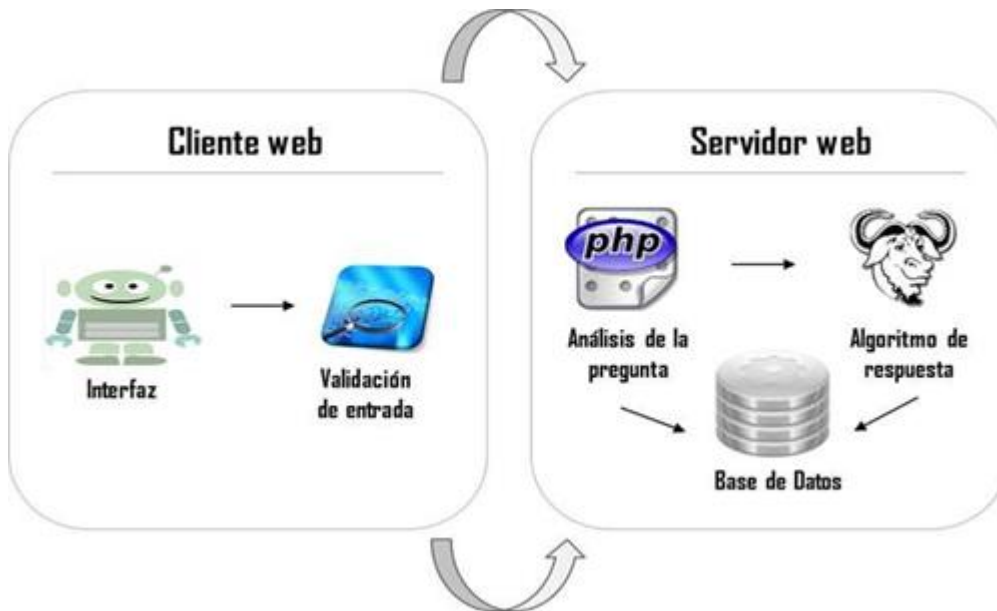 Cliente web
Interfaz
Validación
de entrada
Servidor web
php
Análisis de la
pregunta
Algoritmo de
respuesta
Base de Datos